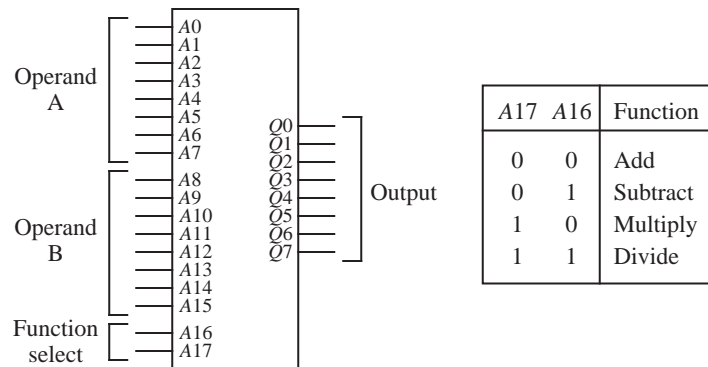 Operand
A
A0
A1
A2
A3
A4
A5
A6
A7
Operand
B
A8
A9
A10
A11
A12
A13
A14
A15
Function
select
A16
A17
Q0
Q1
Q2
Q3
Q4
Q5
Q6
Q7
Output
A17 A16 Function
0 0 Add
0 1 Subtract
1 0 Multiply
1 1 Divide